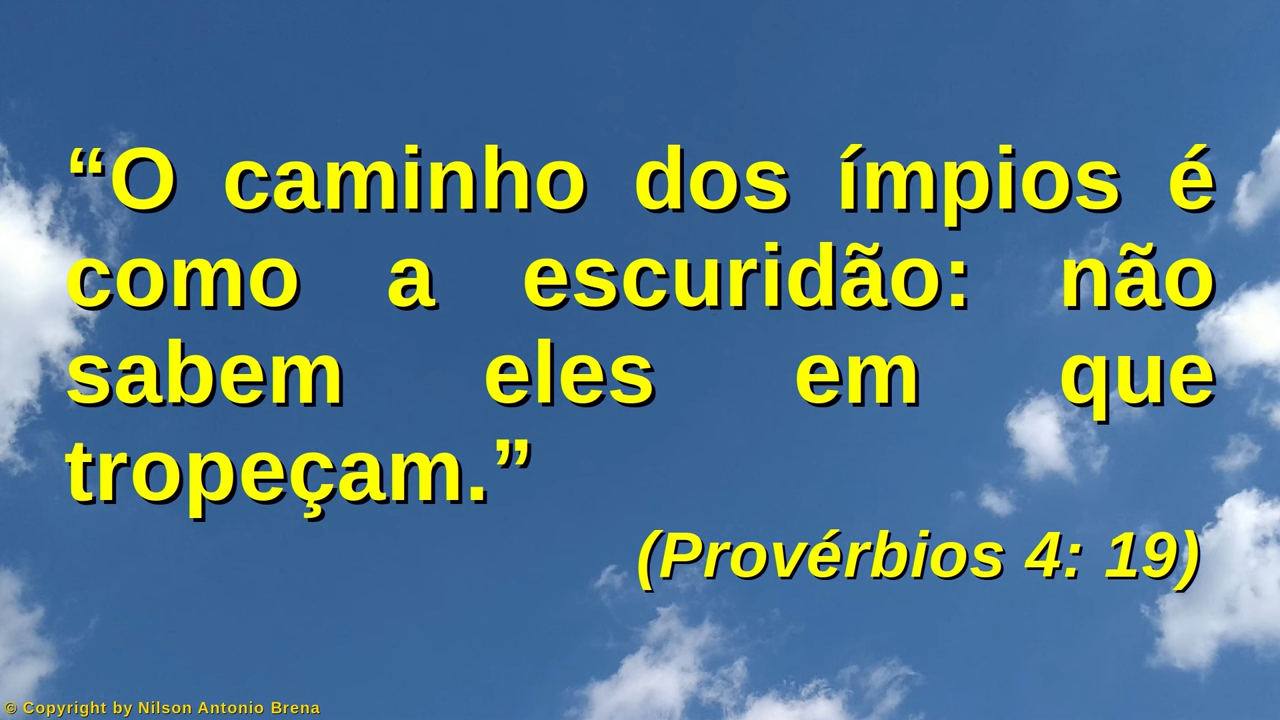 “O caminho dos ímpios é
como a escuridão: não
sabem eles em que
tropeçam.”
(Provérbios 4: 19)
© Copyright by Nilson Antonio Brena